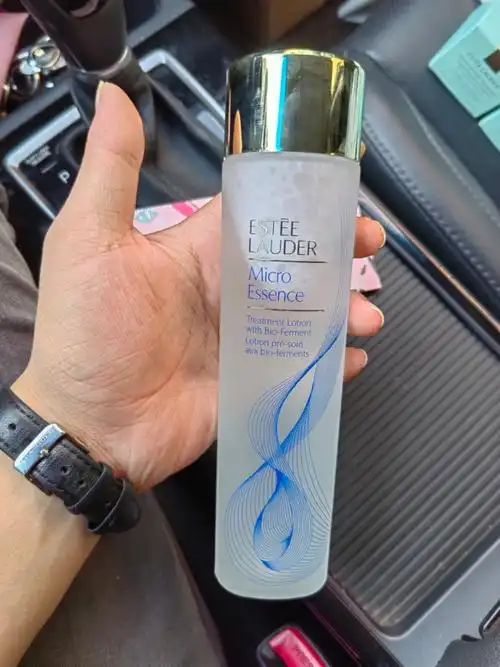 ESTĒE
LAUDER
Micro
Essence
Treatment Lotion
with Bio-Ferment
Lotion pré-soin
aux bio-ferments
P